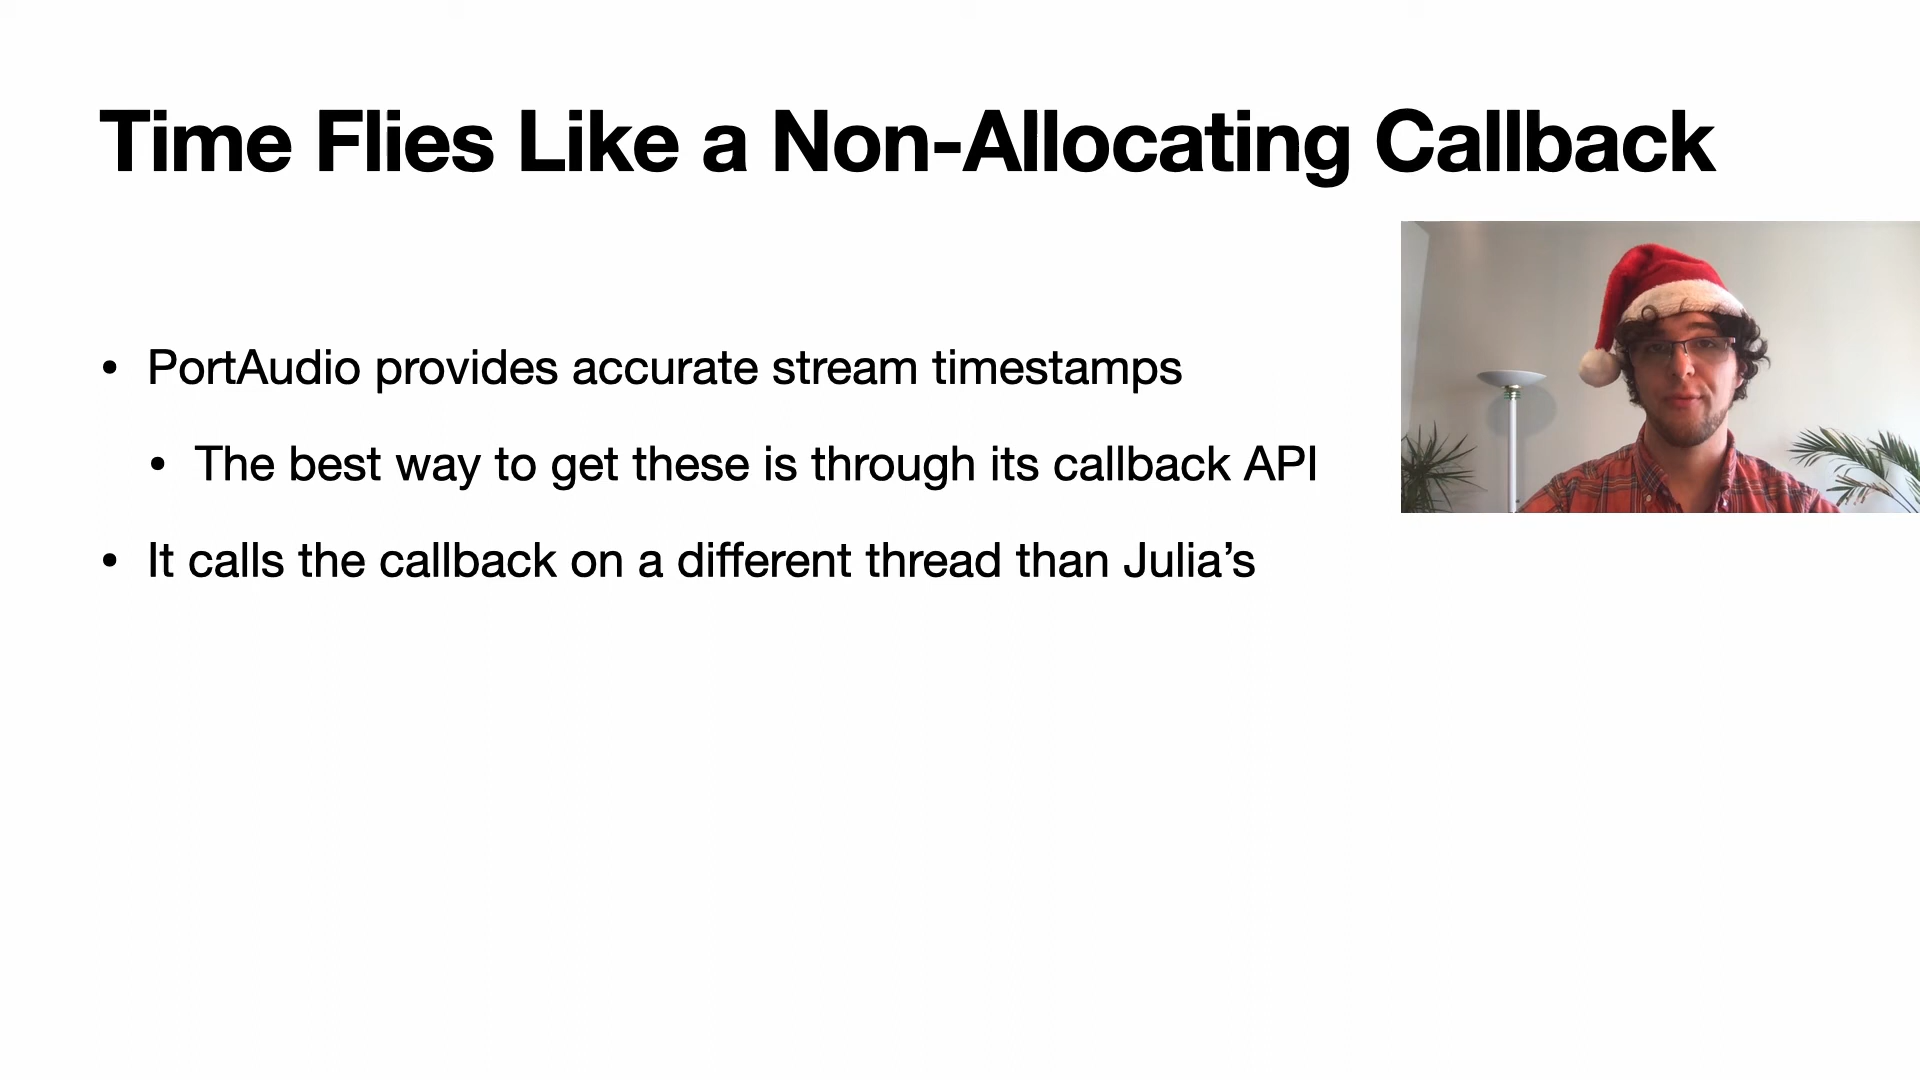 Time Flies Like a Non-Allocating Callback
• PortAudio provides accurate stream timestamps
• The best way to get these is through its callback API
• It calls the callback on a different thread than Julia’s